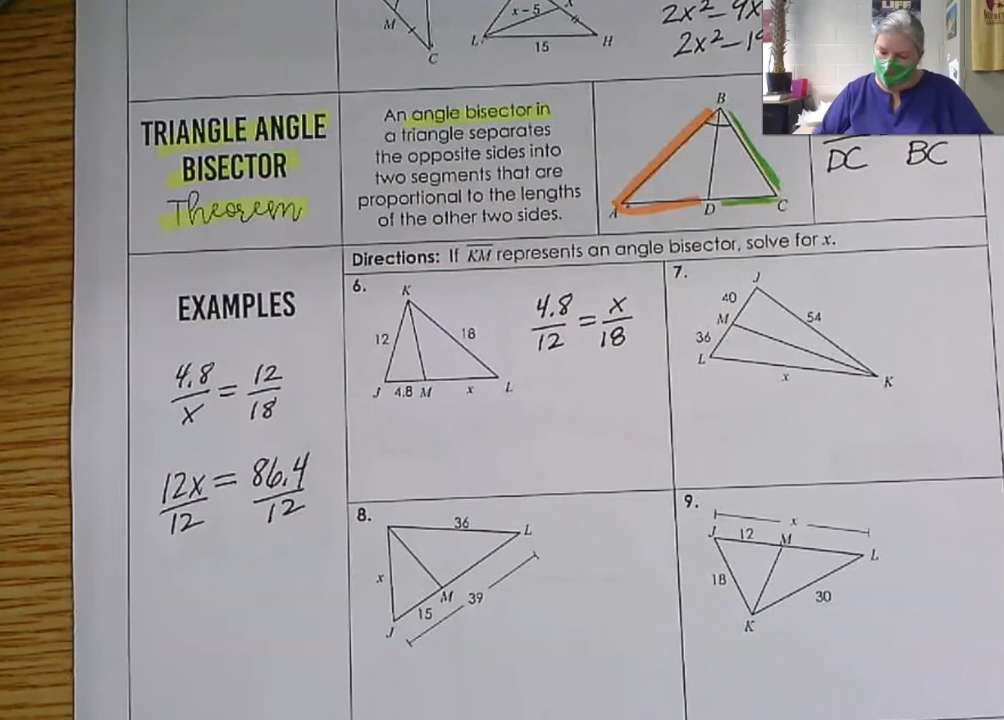 M
C
x-5
L
15
H
2x² - 9x
2x² - 19
LIFE
TRIANGLE ANGLE
BISECTOR
Theorem
An angle bisector in
a triangle separates
the opposite sides into
two segments that are
proportional to the lengths
of the other two sides.
B
A
D
C
DC BC
Directions: If KM represents an angle bisector, solve for x.
EXAMPLES
4.8/x = 12/18
12x/12 = 86.4/12
6.
K
12
18
J 4.8 M x L
4.8/12 = x/18
7.
J
40
M
54
36
L
x
K
8.
36
L
x
M
39
15
J
9.
x
J 12 M
L
18
30
K